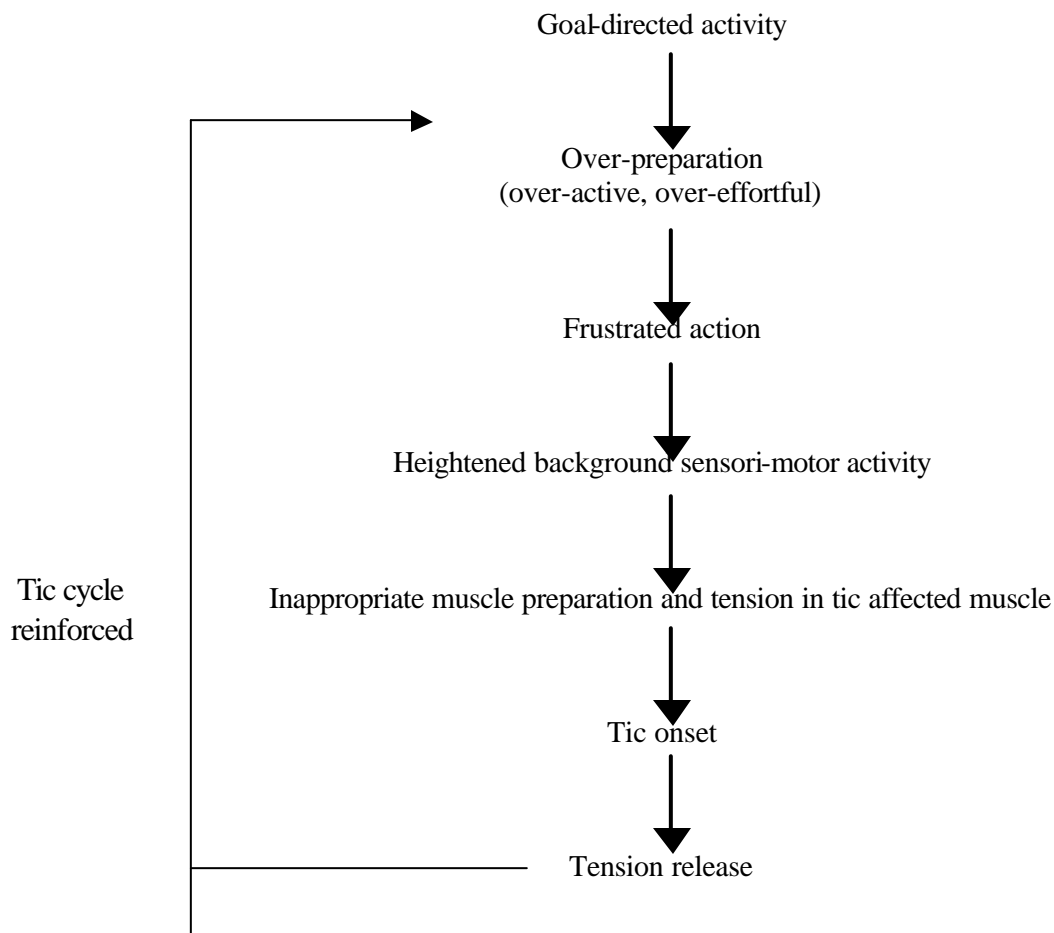 Goal-directed activity
Over-preparation
(over-active, over-effortful)
Frustrated action
Heightened background sensori-motor activity
Tic cycle
reinforced
Inappropriate muscle preparation and tension in tic affected muscle
Tic onset
Tension release